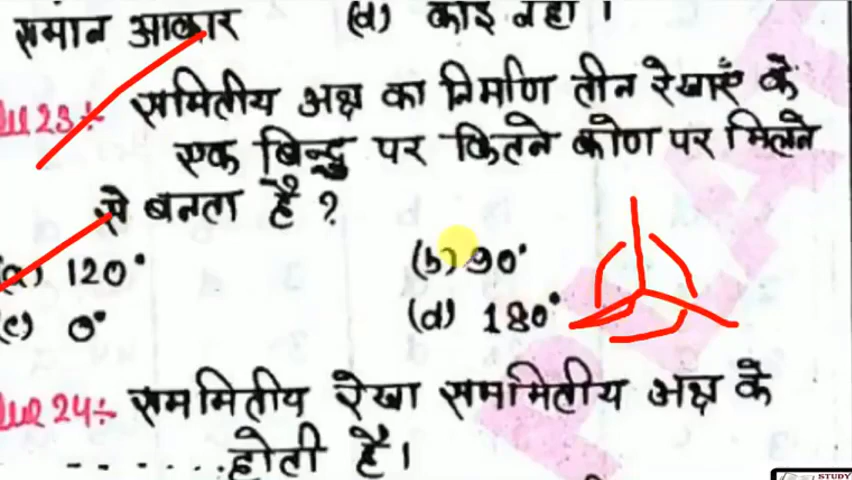 समान आकार (d) कोई नहीं।
Que 23:- समितीय अक्ष का निर्माण तीन रेखाएँ के
एक बिन्दु पर कितने कोण पर मिलने
से बनता है?
(a) 120° (b) 90°
(c) 0° (d) 180°
Que 24:- सममितीय रेखा सममितीय अक्ष के
- - ......होती है।
STUDY